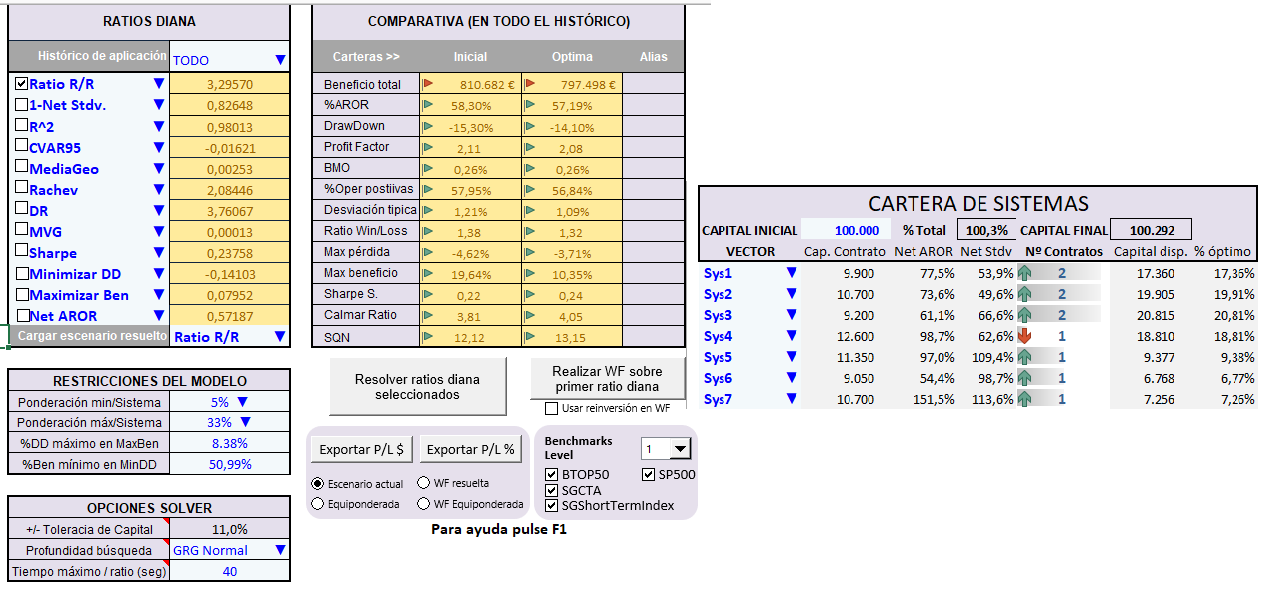 RATIOS DIANA
Histórico de aplicación TODO
Ratio R/R 3,29570
1-Net Stdv. 0,82648
R^2 0,98013
CVAR95 -0,01621
MediaGeo 0,00253
Rachev 2,08446
DR 3,76067
MVG 0,00013
Sharpe 0,23758
Minimizar DD -0,14103
Maximizar Ben 0,07952
Net AROR 0,57187
Cargar escenario resuelto Ratio R/R
RESTRICCIONES DEL MODELO
Ponderación min/Sistema 5%
Ponderación máx/Sistema 33%
%DD máximo en MaxBen 8.38%
%Ben mínimo en MinDD 50,99%
OPCIONES SOLVER
+/- Toleracia de Capital 11,0%
Profundidad búsqueda GRG Normal
Tiempo máximo / ratio (seg) 40
COMPARATIVA (EN TODO EL HISTÓRICO)
Carteras >> Inicial Optima Alias
Beneficio total 810.682 € 797.498 €
%AROR 58,30% 57,19%
DrawDown -15,30% -14,10%
Profit Factor 2,11 2,08
BMO 0,26% 0,26%
%Oper postiivas 57,95% 56,84%
Desviación tipica 1,21% 1,09%
Ratio Win/Loss 1,38 1,32
Max pérdida -4,62% -3,71%
Max beneficio 19,64% 10,35%
Sharpe S. 0,22 0,24
Calmar Ratio 3,81 4,05
SQN 12,12 13,15
Resolver ratios diana
seleccionados
Realizar WF sobre
primer ratio diana
Usar reinversión en WF
Exportar P/L $ Exportar P/L %
Escenario actual WF resuelta
Equiponderada WF Equiponderada
Benchmarks
Level 1
BTOP50 SP500
SGCTA
SGShortTermIndex
Para ayuda pulse F1
CARTERA DE SISTEMAS
CAPITAL INICIAL 100.000 % Total 100,3% CAPITAL FINAL 100.292
VECTOR Cap. Contrato Net AROR Net Stdv Nº Contratos Capital disp. % óptimo
Sys1 9.900 77,5% 53,9% 2 17.360 17,36%
Sys2 10.700 73,6% 49,6% 2 19.905 19,91%
Sys3 9.200 61,1% 66,6% 2 20.815 20,81%
Sys4 12.600 98,7% 62,6% 1 18.810 18,81%
Sys5 11.350 97,0% 109,4% 1 9.377 9,38%
Sys6 9.050 54,4% 98,7% 1 6.768 6,77%
Sys7 10.700 151,5% 113,6% 1 7.256 7,26%